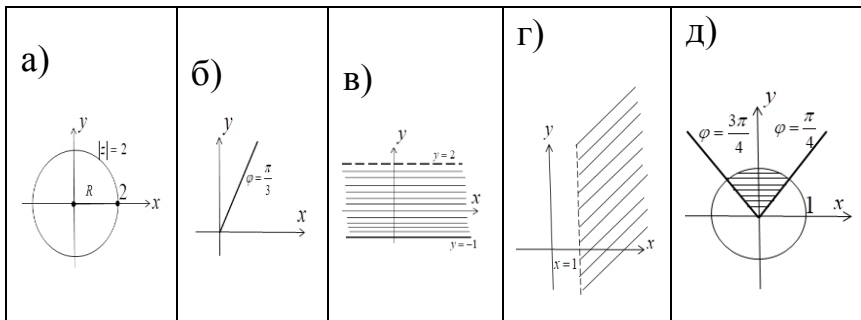 а)
y
|z| = 2
R
2
x
б)
y
φ = π/3
x
в)
y
y = 2
x
y = −1
г)
y
x = 1
x
д)
y
φ = 3π/4
φ = π/4
x
1